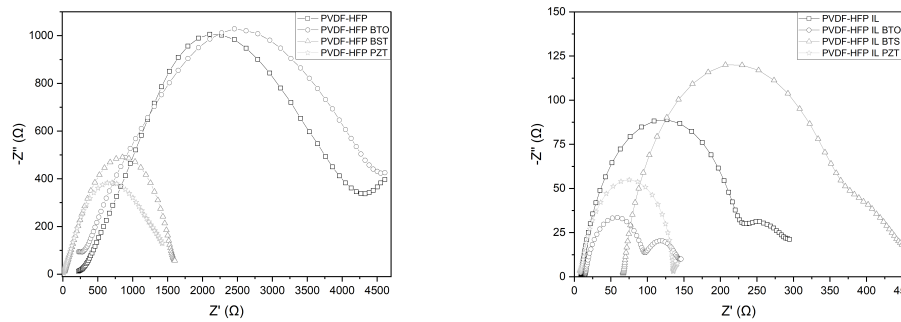 PVDF-HFP
PVDF-HFP BTO
PVDF-HFP BST
PVDF-HFP PZT
1000
800
600
400
200
0
-Z'' (Ω)
0 500 1000 1500 2000 2500 3000 3500 4000 4500
Z' (Ω)
PVDF-HFP IL
PVDF-HFP IL BTO
PVDF-HFP IL BTS
PVDF-HFP IL PZT
150
125
100
75
50
25
0
-Z'' (Ω)
0 50 100 150 200 250 300 350 400
Z' (Ω)